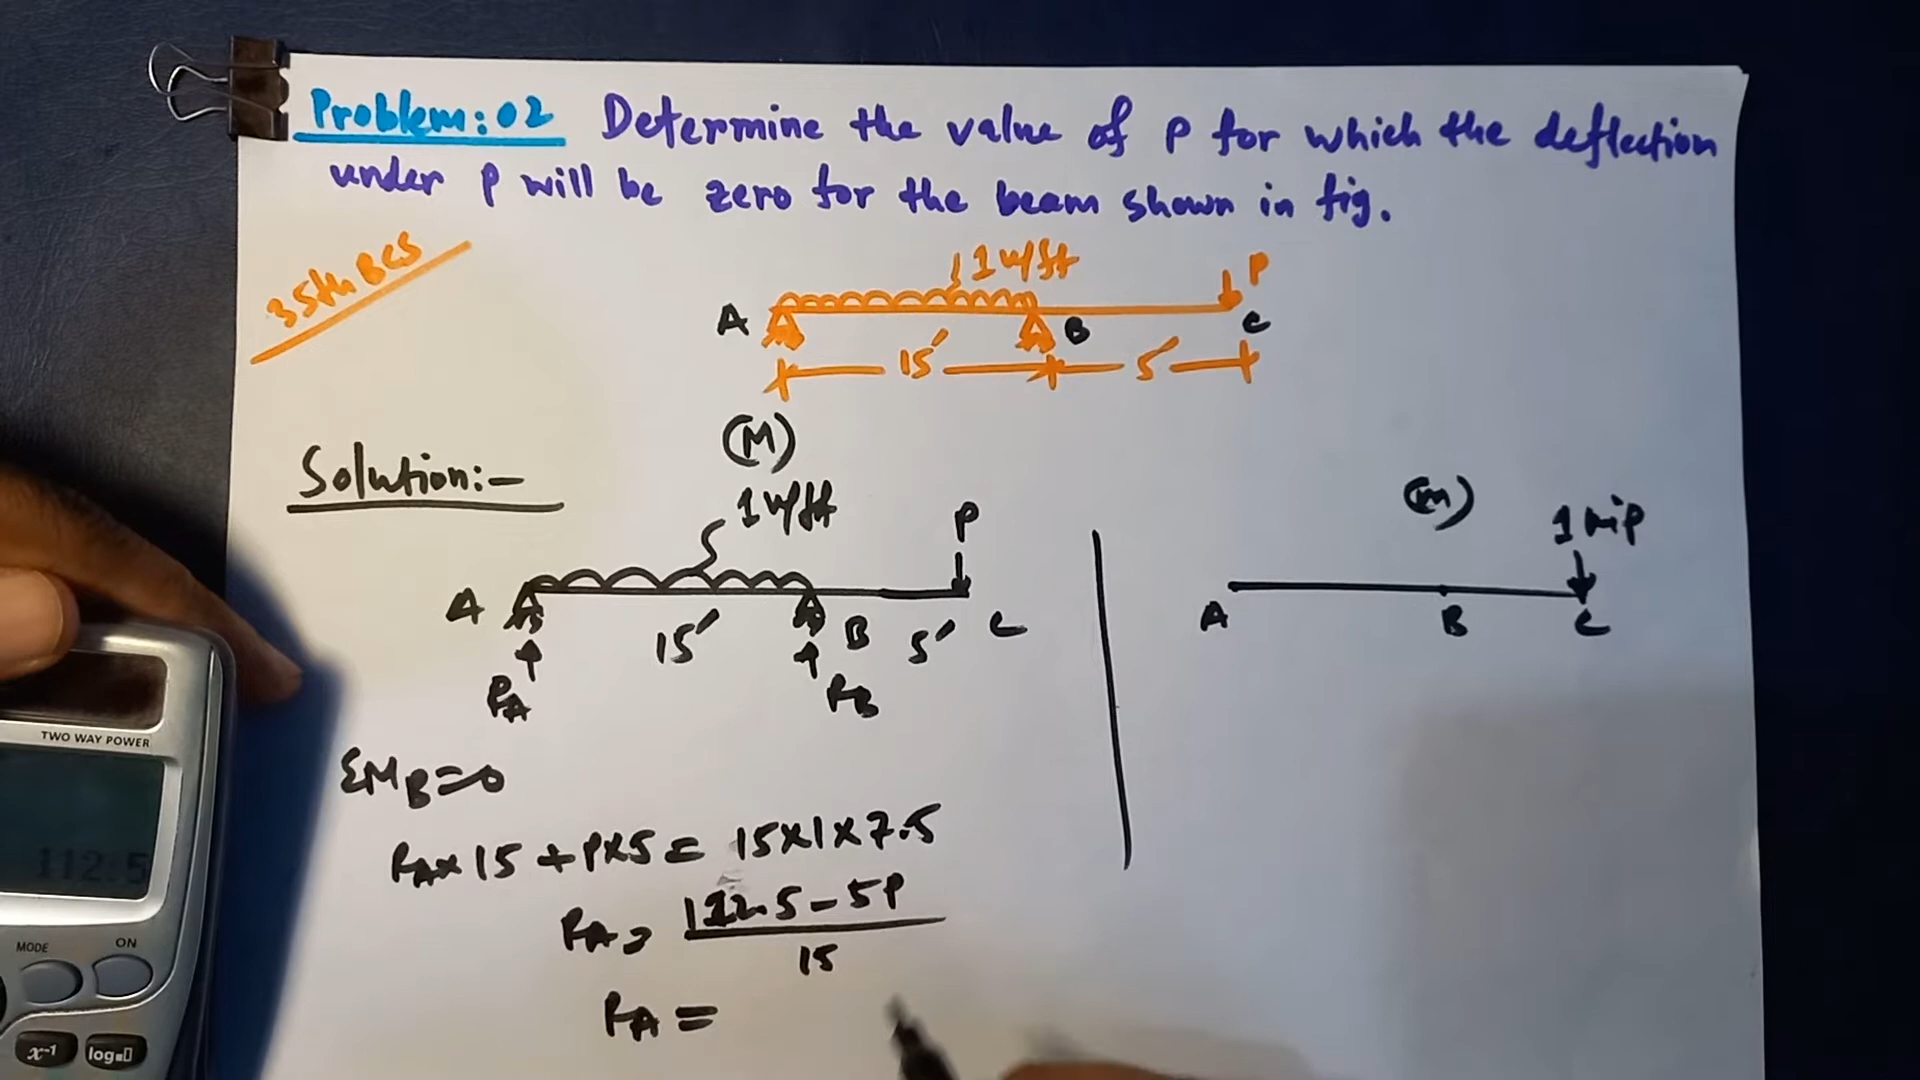 Problem: 02 Determine the value of P for which the deflection
under P will be zero for the beam shown in fig.
35th BCS
1 k/ft
P
A
B
C
15'
5'
Solution:-
(M)
1 k/ft
P
A
15'
B
5'
C
RA
RB
(m)
1 kip
A
B
C
ΣMB=0
RA×15 + P×5 = 15×1×7.5
RA = 112.5 - 5P
15
RA =
TWO WAY POWER
112.5
MODE
ON
x⁻¹
log■□